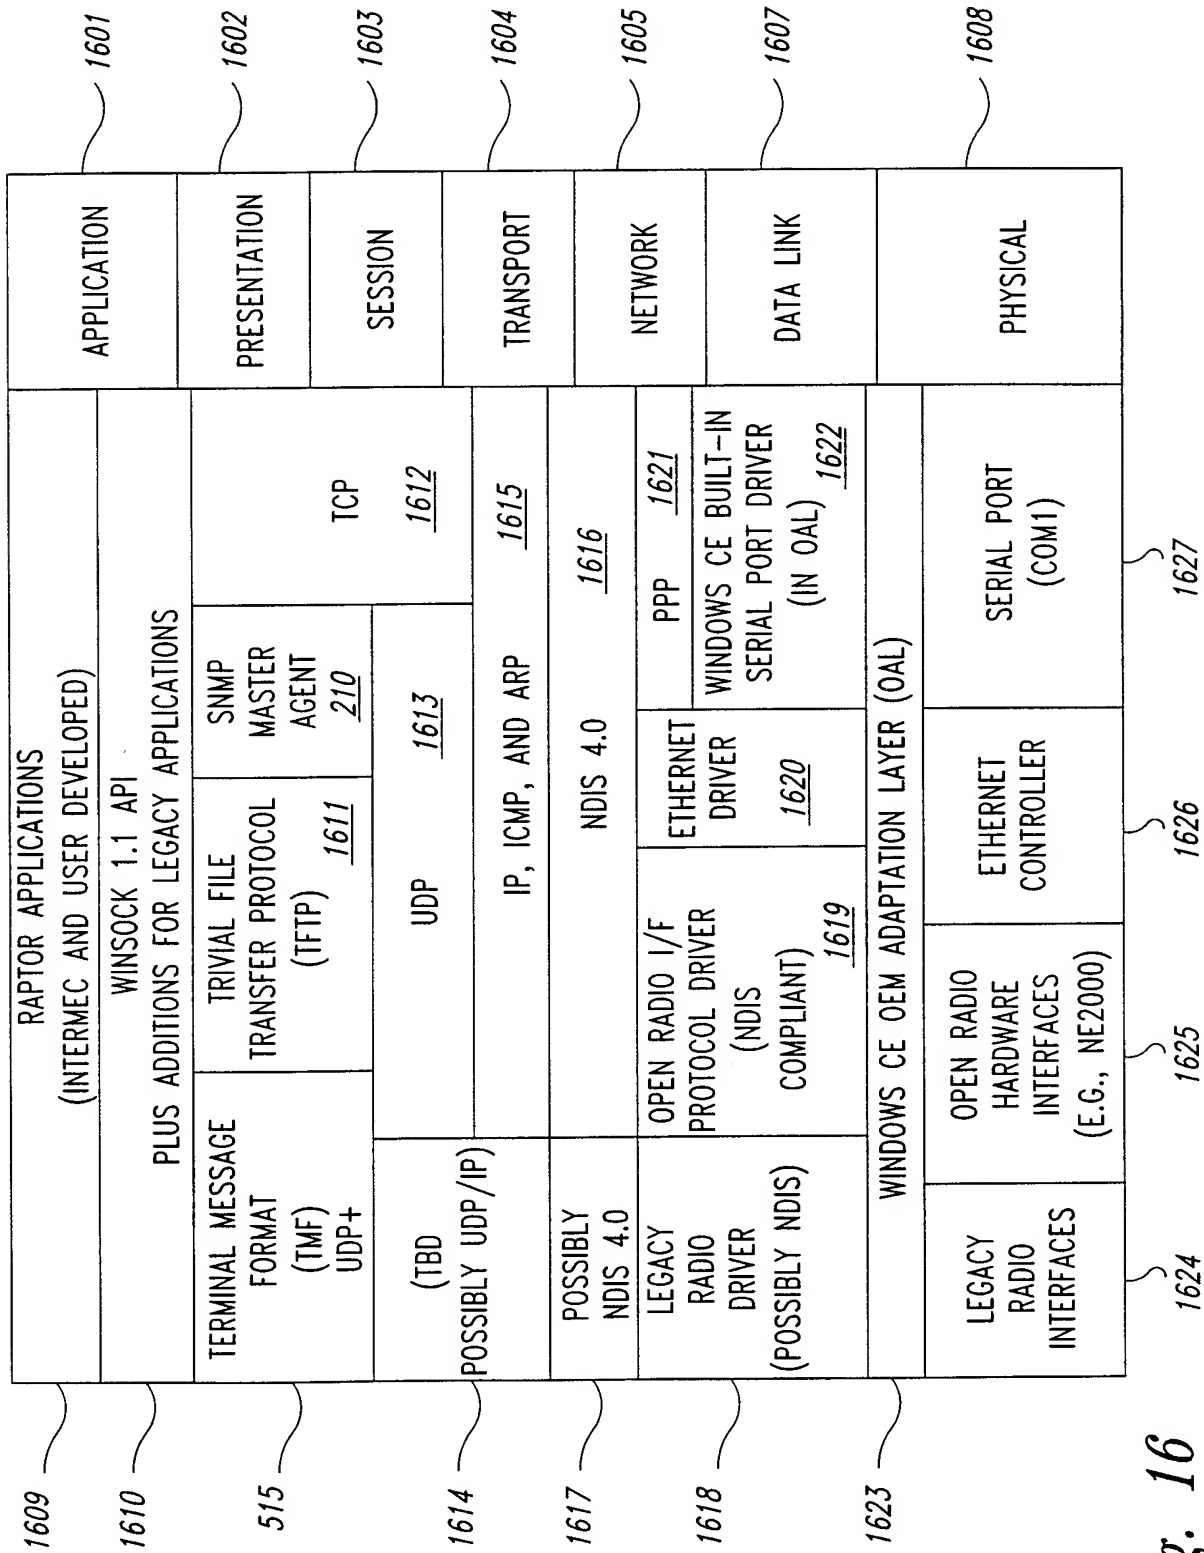 1609
RAPTOR APPLICATIONS
(INTERMEC AND USER DEVELOPED)
APPLICATION
1601
1610
WINSOCK 1.1 API
PLUS ADDITIONS FOR LEGACY APPLICATIONS
PRESENTATION
1602
515
TERMINAL MESSAGE
FORMAT
(TMF)
UDP+
TRIVIAL FILE
TRANSFER PROTOCOL
(TFTP)
1611
SNMP
MASTER
AGENT
210
TCP
1612
SESSION
1603
1614
(TBD
POSSIBLY UDP/IP)
UDP
1613
TRANSPORT
1604
IP, ICMP, AND ARP
1615
1617
POSSIBLY
NDIS 4.0
NDIS 4.0
1616
NETWORK
1605
1618
LEGACY
RADIO
DRIVER
(POSSIBLY NDIS)
OPEN RADIO I/F
PROTOCOL DRIVER
(NDIS
COMPLIANT)
1619
ETHERNET
DRIVER
1620
PPP
1621
WINDOWS CE BUILT-IN
SERIAL PORT DRIVER
(IN OAL)
1622
DATA LINK
1607
1623
WINDOWS CE OEM ADAPTATION LAYER (OAL)
LEGACY
RADIO
INTERFACES
OPEN RADIO
HARDWARE
INTERFACES
(E.G., NE2000)
ETHERNET
CONTROLLER
SERIAL PORT
(COM1)
PHYSICAL
1608
1624
1625
1626
1627
16